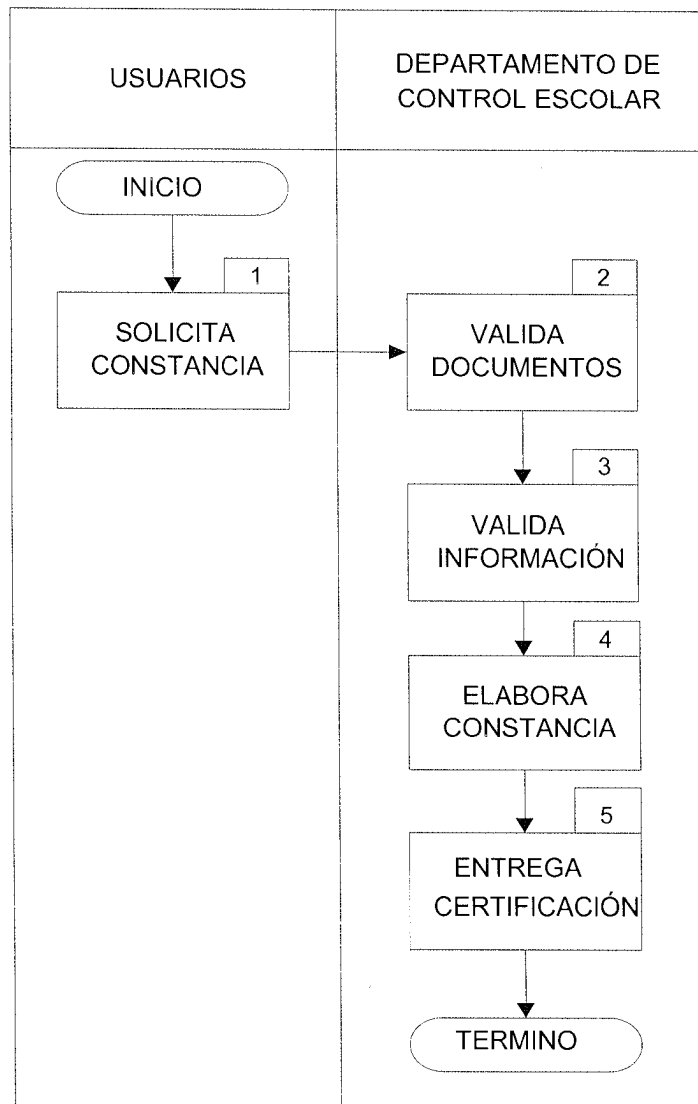 USUARIOS
DEPARTAMENTO DE
CONTROL ESCOLAR
INICIO
1
SOLICITA
CONSTANCIA
2
VALIDA
DOCUMENTOS
3
VALIDA
INFORMACIÓN
4
ELABORA
CONSTANCIA
5
ENTREGA
CERTIFICACIÓN
TERMINO